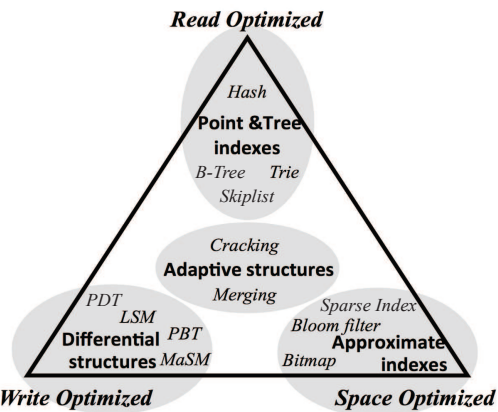 Read Optimized
Hash
Point &Tree
indexes
B-Tree Trie
Skiplist
Cracking
Adaptive structures
Merging
PDT
LSM
Differential PBT
structures MaSM
Sparse Index
Bloom filter
Approximate
Bitmap indexes
Write Optimized Space Optimized